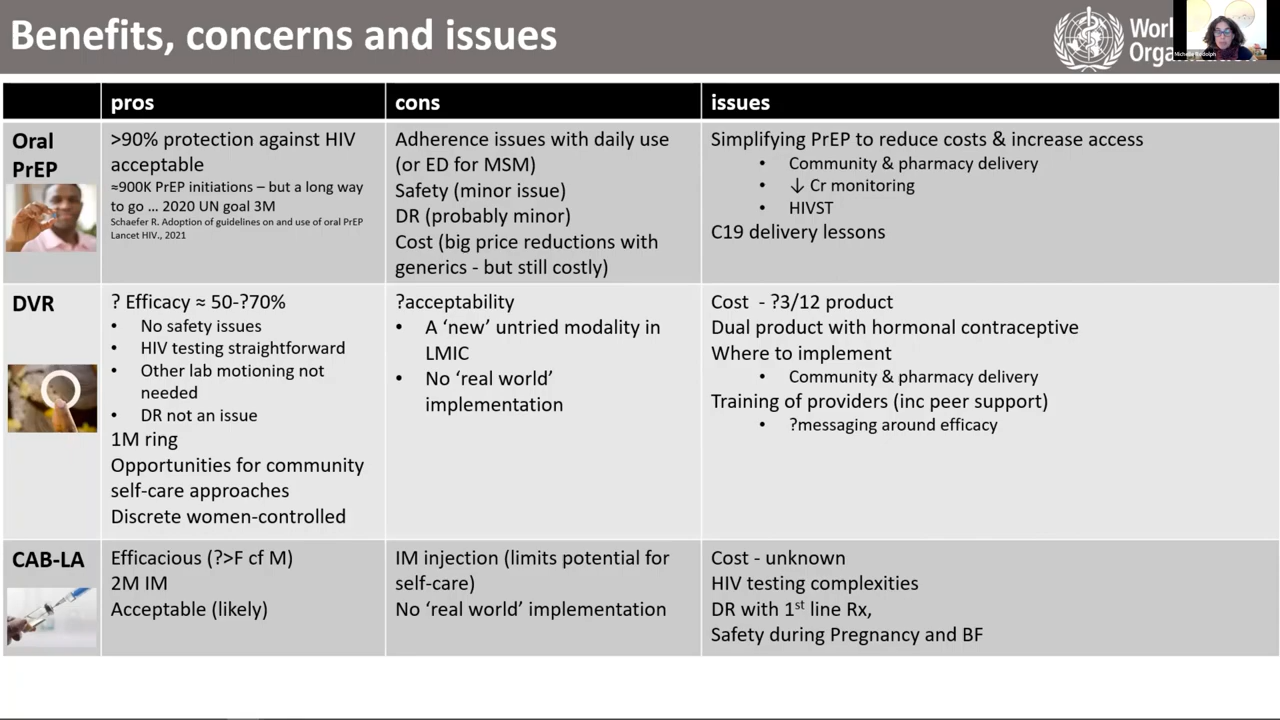 Benefits, concerns and issues
Wor
Orga
pros
cons
issues
Oral
PrEP
>90% protection against HIV
acceptable
≈900K PrEP initiations – but a long way
to go … 2020 UN goal 3M
Schaefer R. Adoption of guidelines on and use of oral PrEP
Lancet HIV., 2021
Adherence issues with daily use
(or ED for MSM)
Safety (minor issue)
DR (probably minor)
Cost (big price reductions with
generics - but still costly)
Simplifying PrEP to reduce costs & increase access
• Community & pharmacy delivery
• ↓ Cr monitoring
• HIVST
C19 delivery lessons
DVR
? Efficacy ≈ 50-?70%
• No safety issues
• HIV testing straightforward
• Other lab motioning not
needed
• DR not an issue
1M ring
Opportunities for community
self-care approaches
Discrete women-controlled
?acceptability
• A ‘new’ untried modality in
LMIC
• No ‘real world’
implementation
Cost - ?3/12 product
Dual product with hormonal contraceptive
Where to implement
• Community & pharmacy delivery
Training of providers (inc peer support)
• ?messaging around efficacy
CAB-LA
Efficacious (?>F cf M)
2M IM
Acceptable (likely)
IM injection (limits potential for
self-care)
No ‘real world’ implementation
Cost - unknown
HIV testing complexities
DR with 1st line Rx,
Safety during Pregnancy and BF